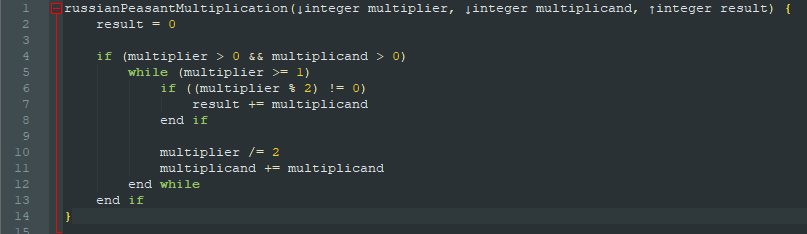 1 russianPeasantMultiplication(↓integer multiplier, ↓integer multiplicand, ↑integer result) {
2     result = 0
3
4     if (multiplier > 0 && multiplicand > 0)
5         while (multiplier >= 1)
6             if ((multiplier % 2) != 0)
7                 result += multiplicand
8             end if
9
10             multiplier /= 2
11             multiplicand += multiplicand
12         end while
13     end if
14 }
15